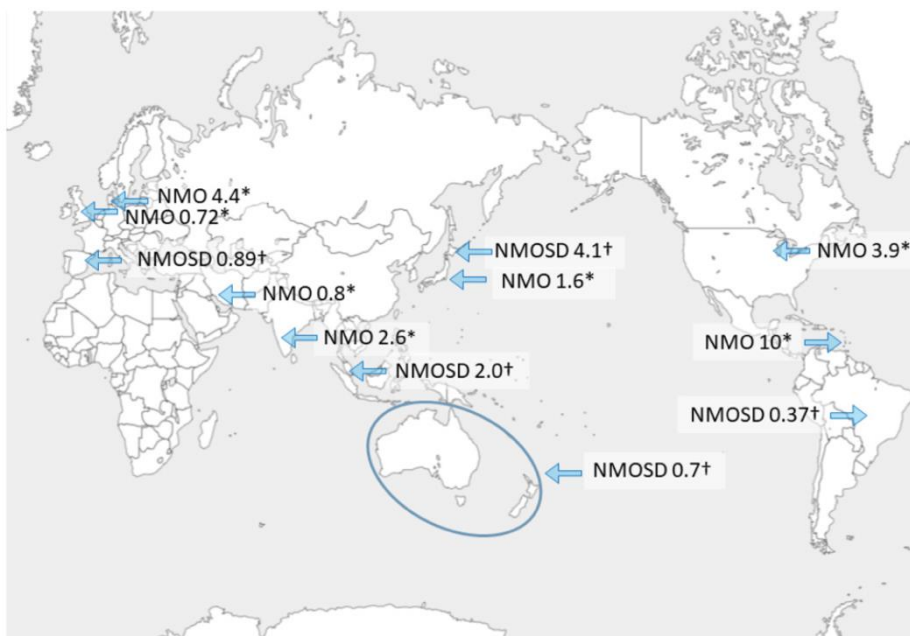 NMO 4.4*
NMO 0.72*
NMOSD 0.89†
NMO 0.8*
NMO 2.6*
NMOSD 2.0†
NMOSD 4.1†
NMO 1.6*
NMOSD 0.7†
NMO 3.9*
NMO 10*
NMOSD 0.37†